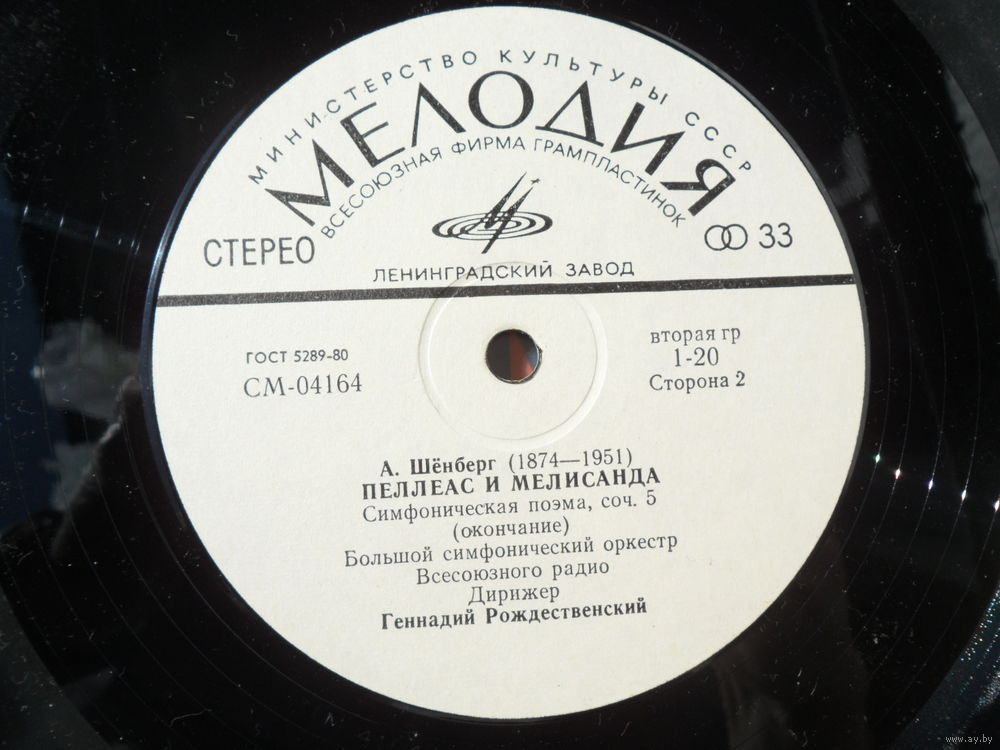 МИНИСТЕРСТВО КУЛЬТУРЫ СССР
МЕЛОДИЯ
ВСЕСОЮЗНАЯ ФИРМА ГРАМПЛАСТИНОК
СТЕРЕО
33
ЛЕНИНГРАДСКИЙ ЗАВОД
ГОСТ 5289-80
СМ-04164
вторая гр
1-20
Сторона 2
А. Шёнберг (1874—1951)
ПЕЛЛЕАС И МЕЛИСАНДА
Симфоническая поэма, соч. 5
(окончание)
Большой симфонический оркестр
Всесоюзного радио
Дирижер
Геннадий Рождественский
www.ay.by